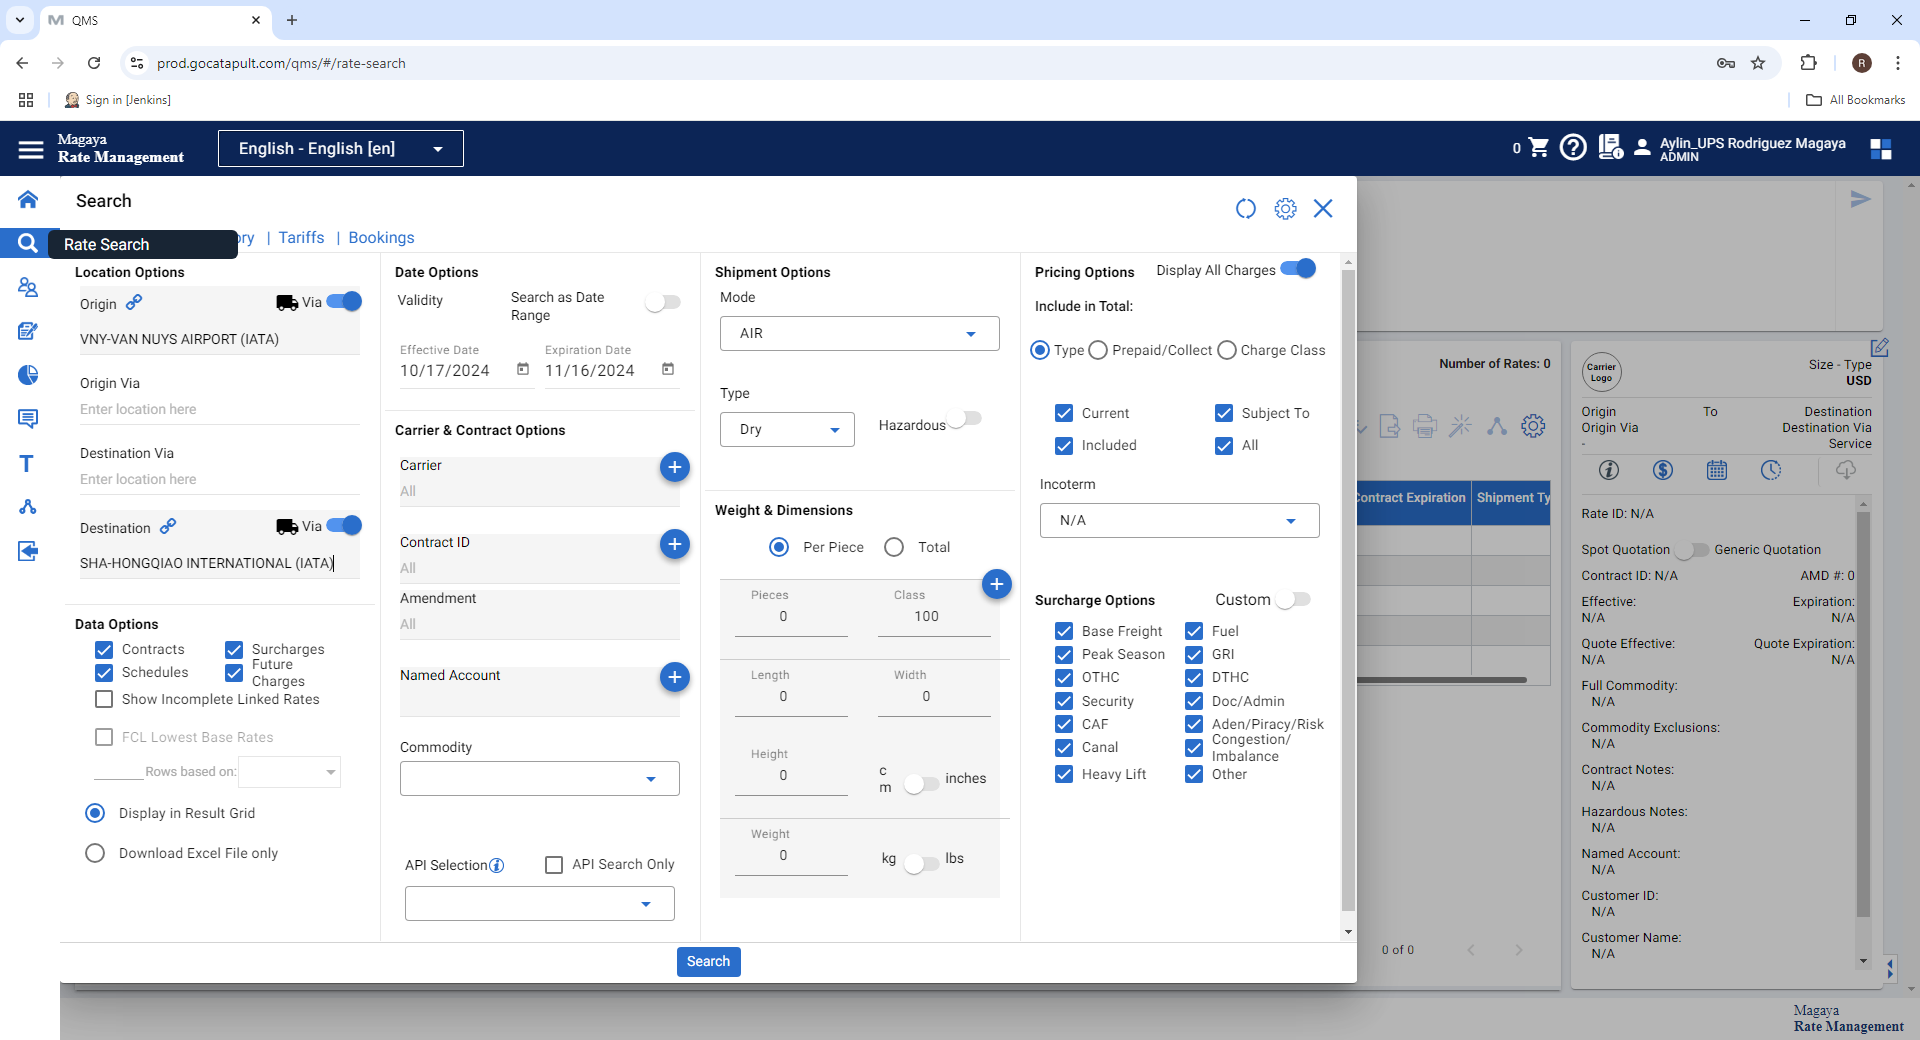 QMS
prod.gocatapult.com/qms/#/rate-search
R
Sign in [Jenkins]
All Bookmarks
Magaya
Rate Management
English - English [en]
0
Aylin_UPS Rodriguez Magaya
ADMIN
Search
Rate Search
ory | Tariffs | Bookings
Location Options
Origin
Via
VNY-VAN NUYS AIRPORT (IATA)
Origin Via
Enter location here
Destination Via
Enter location here
Destination
Via
SHA-HONGQIAO INTERNATIONAL (IATA)
Data Options
Contracts
Surcharges
Schedules
Future Charges
Show Incomplete Linked Rates
FCL Lowest Base Rates
Rows based on:
Display in Result Grid
Download Excel File only
Date Options
Validity
Search as Date Range
Effective Date
10/17/2024
Expiration Date
11/16/2024
Carrier & Contract Options
Carrier
All
Contract ID
All
Amendment
All
Named Account
Commodity
API Selection
API Search Only
Shipment Options
Mode
AIR
Type
Dry
Hazardous
Weight & Dimensions
Per Piece
Total
Pieces
0
Class
100
Length
0
Width
0
Height
0
c
m
inches
Weight
0
kg
lbs
Pricing Options
Display All Charges
Include in Total:
Type
Prepaid/Collect
Charge Class
Current
Subject To
Included
All
Incoterm
N/A
Surcharge Options
Custom
Base Freight
Fuel
Peak Season
GRI
OTHC
DTHC
Security
Doc/Admin
CAF
Aden/Piracy/Risk
Canal
Congestion/
Imbalance
Heavy Lift
Other
Search
Number of Rates: 0
Contract Expiration
Shipment Ty
0 of 0
Carrier
Logo
Size - Type
USD
Origin
To
Destination
Origin Via
Destination Via
-
Service
Rate ID: N/A
Spot Quotation
Generic Quotation
Contract ID: N/A
AMD #: 0
Effective:
Expiration:
N/A
N/A
Quote Effective:
Quote Expiration:
N/A
N/A
Full Commodity:
N/A
Commodity Exclusions:
N/A
Contract Notes:
N/A
Hazardous Notes:
N/A
Named Account:
N/A
Customer ID:
N/A
Customer Name:
N/A
Magaya
Rate Management